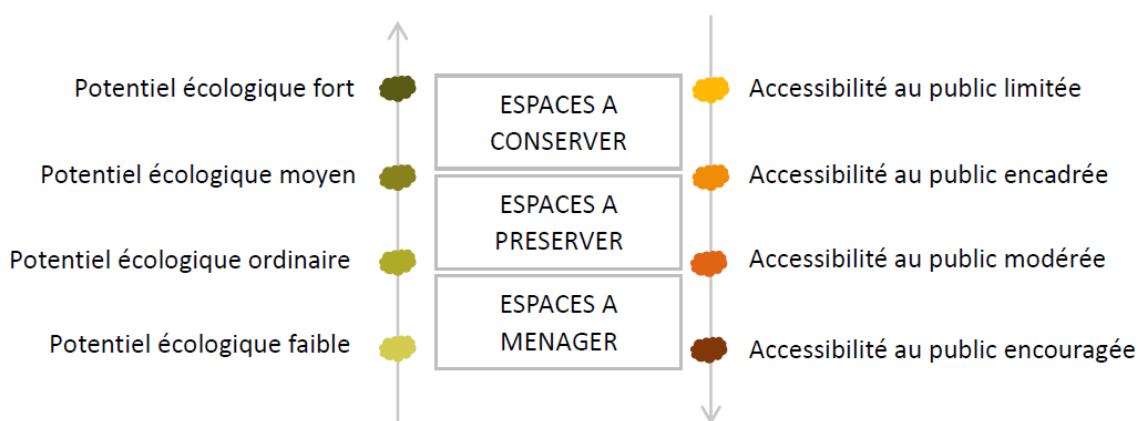 Potentiel écologique fort
Potentiel écologique moyen
Potentiel écologique ordinaire
Potentiel écologique faible
ESPACES A
CONSERVER
ESPACES A
PRESERVER
ESPACES A
MENAGER
Accessibilité au public limitée
Accessibilité au public encadrée
Accessibilité au public modérée
Accessibilité au public encouragée